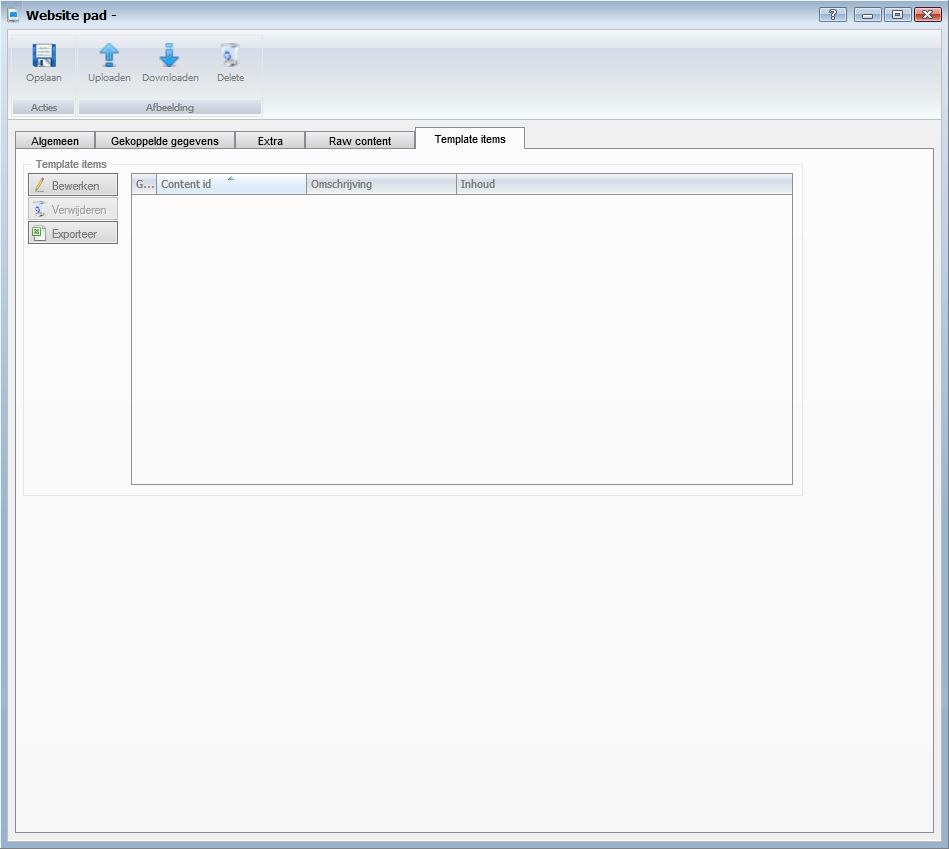 Website pad -
?
Opslaan Uploaden Downloaden Delete
Acties Afbeelding
Algemeen Gekoppelde gegevens Extra Raw content Template items
Template items
Bewerken
Verwijderen
Exporteer
G... Content id Omschrijving Inhoud